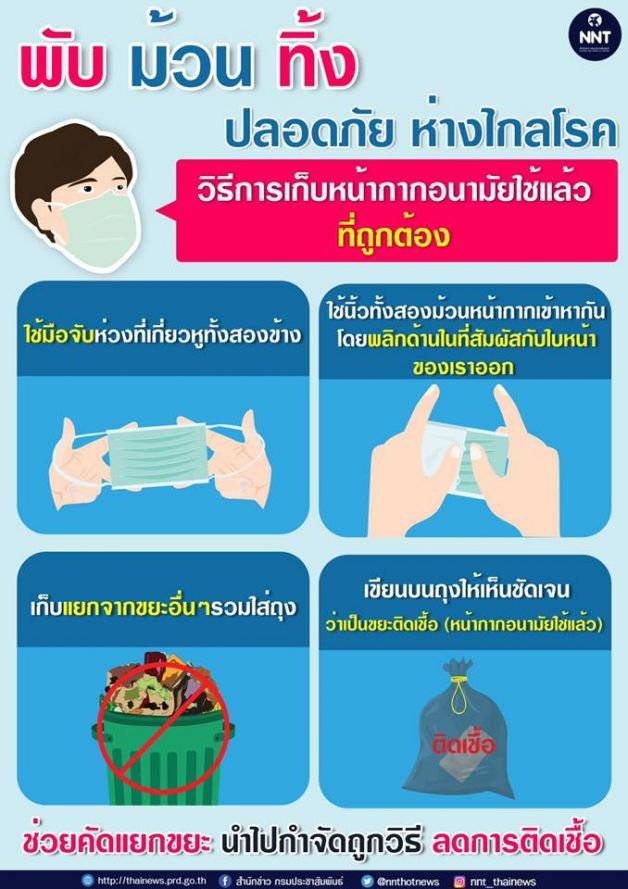 พับ ม้วน ทิ้ง
NNT
ปลอดภัย ห่างไกลโรค
วิธีการเก็บหน้ากากอนามัยใช้แล้ว
ที่ถูกต้อง
ใช้มือจับห่วงที่เกี่ยวหูทั้งสองข้าง
ใช้นิ้วทั้งสองม้วนหน้ากากเข้าหากัน
โดยพลิกด้านในที่สัมผัสกับใบหน้า
ของเราออก
เก็บแยกจากขยะอื่นๆรวมใส่ถุง
เขียนบนถุงให้เห็นชัดเจน
ว่าเป็นขยะติดเชื้อ (หน้ากากอนามัยใช้แล้ว)
ติดเชื้อ
ช่วยคัดแยกขยะ นำไปกำจัดถูกวิธี ลดการติดเชื้อ
http://thainews.prd.go.th สำนักข่าว กรมประชาสัมพันธ์ @nnthotnews nnt_thainews